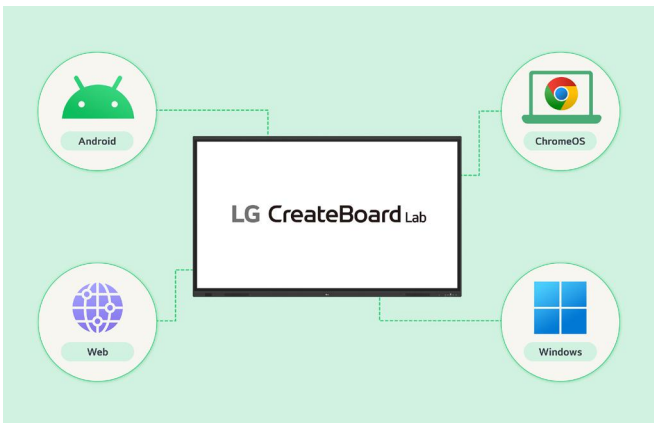 Android
ChromeOS
LG CreateBoard Lab
Web
Windows